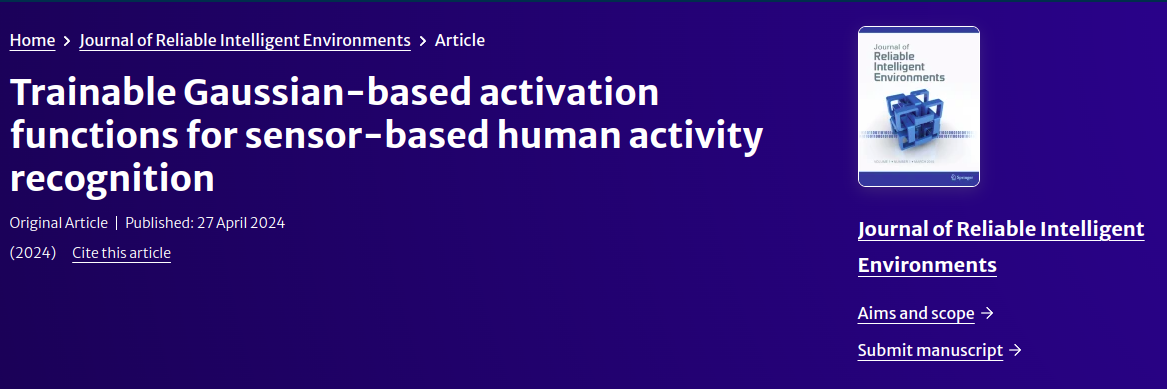 Home > Journal of Reliable Intelligent Environments > Article
Trainable Gaussian-based activation
functions for sensor-based human activity
recognition
Original Article | Published: 27 April 2024
(2024) Cite this article
Journal of
Reliable
Intelligent
Environments
Springer
Journal of Reliable Intelligent
Environments
Aims and scope →
Submit manuscript →